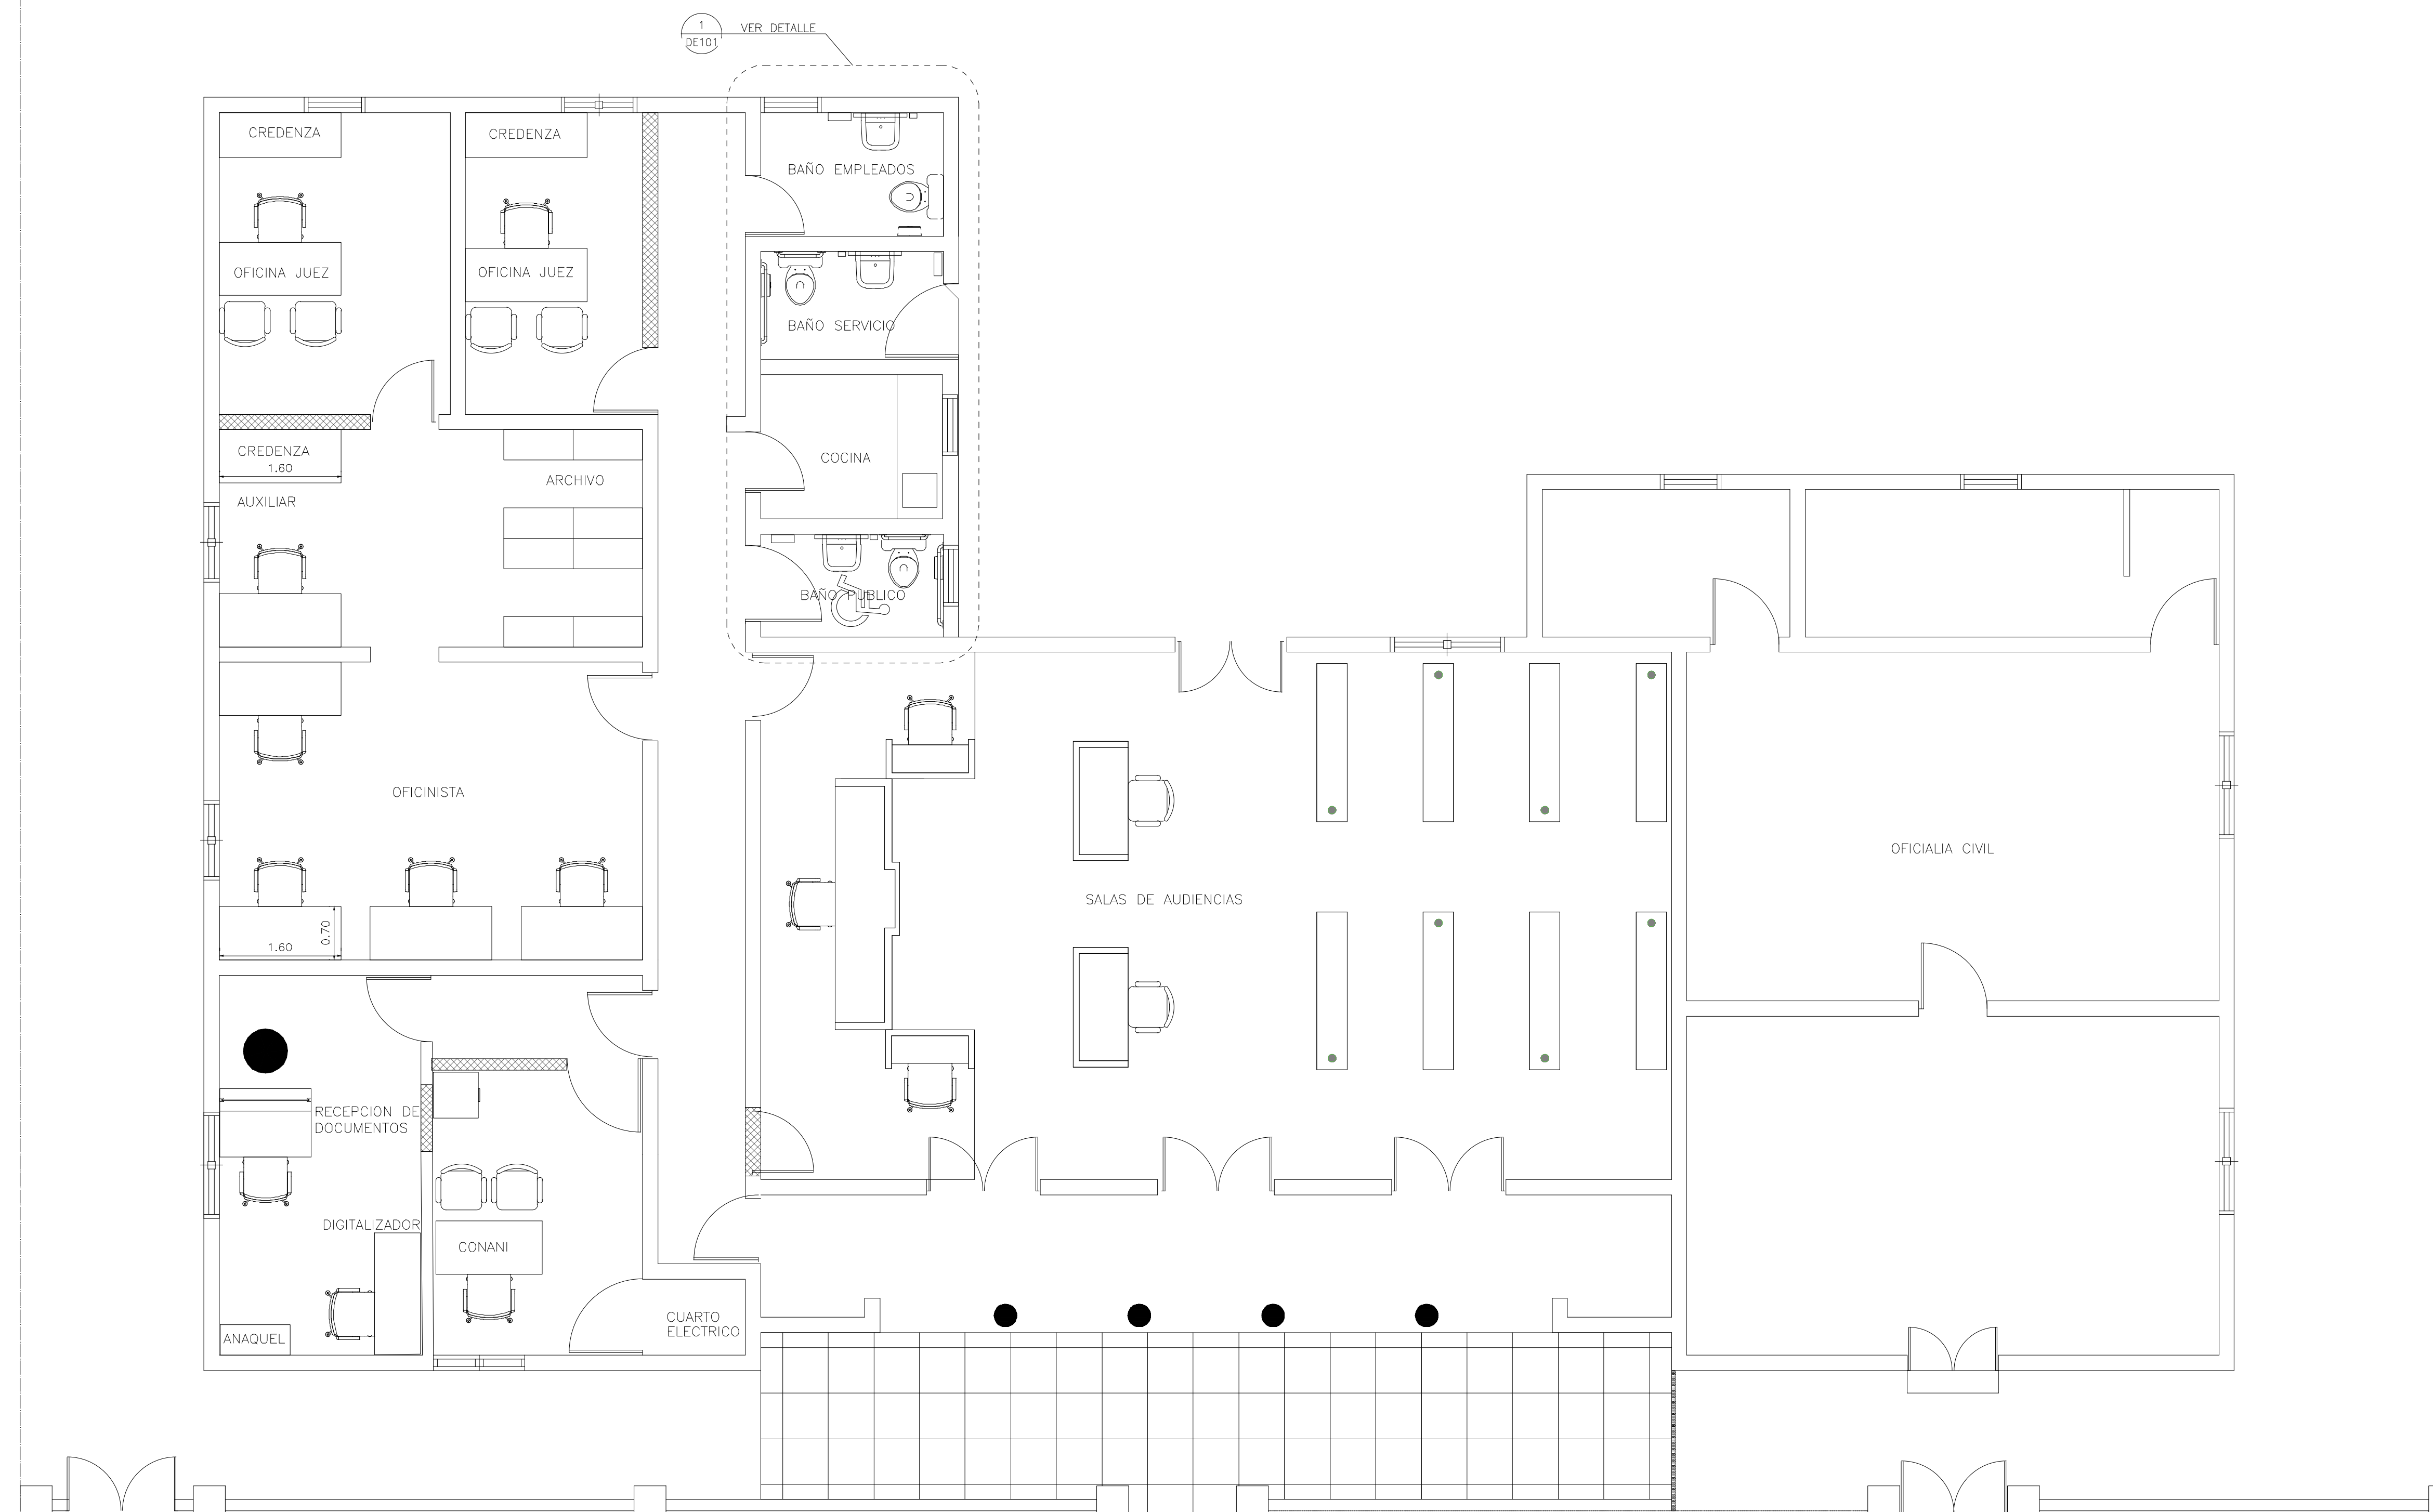 1
VER DETALLE
DE101
CREDENZA
CREDENZA
BAÑO EMPLEADOS
OFICINA JUEZ
OFICINA JUEZ
BAÑO SERVICIO
CREDENZA
1.60
AUXILIAR
ARCHIVO
COCINA
BAÑO PUBLICO
OFICINISTA
OFICIALIA CIVIL
SALAS DE AUDIENCIAS
0.70
1.60
RECEPCION DE
DOCUMENTOS
DIGITALIZADOR
CONANI
CUARTO
ELECTRICO
ANAQUEL